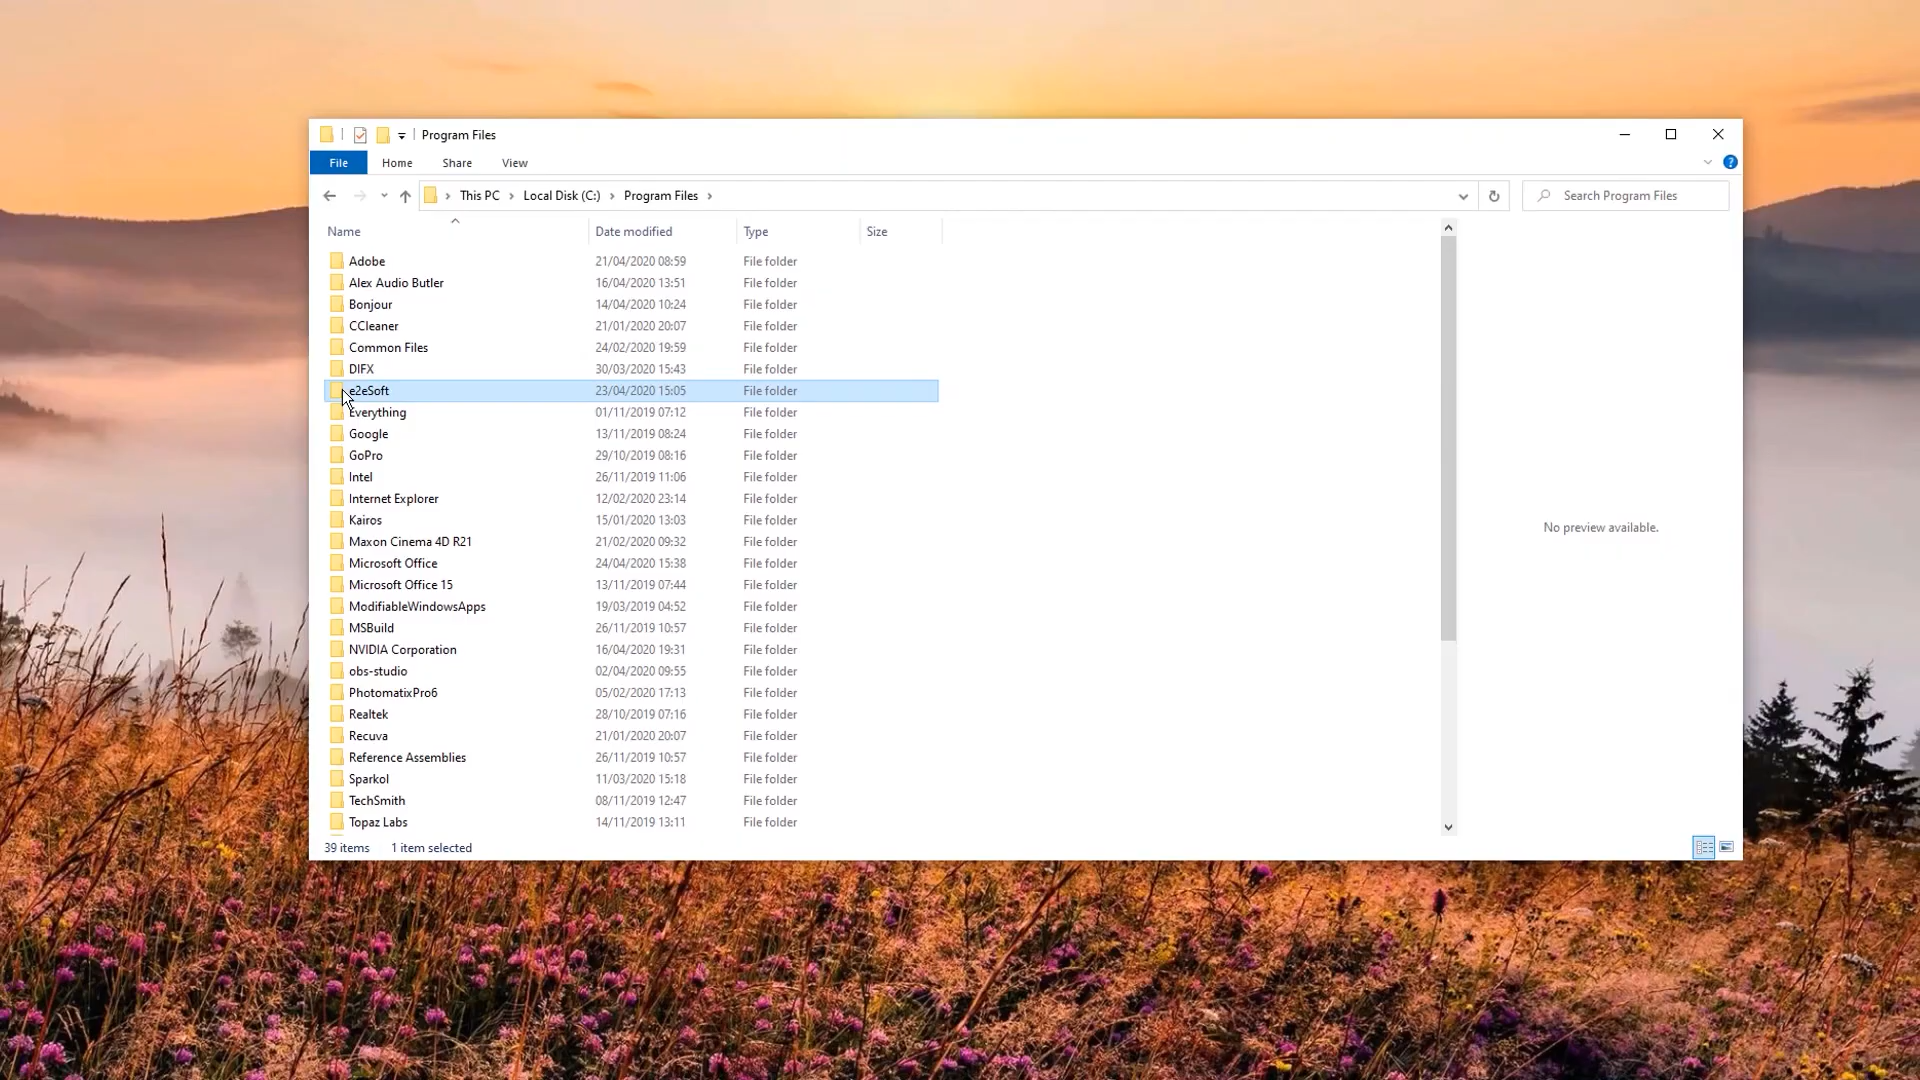 Program Files
File Home Share View
This PC Local Disk (C:) Program Files Search Program Files
Name Date modified Type Size
Adobe 21/04/2020 08:59 File folder
Alex Audio Butler 16/04/2020 13:51 File folder
Bonjour 14/04/2020 10:24 File folder
CCleaner 21/01/2020 20:07 File folder
Common Files 24/02/2020 19:59 File folder
DIFX 30/03/2020 15:43 File folder
e2eSoft 23/04/2020 15:05 File folder
Everything 01/11/2019 07:12 File folder
Google 13/11/2019 08:24 File folder
GoPro 29/10/2019 08:16 File folder
Intel 26/11/2019 11:06 File folder
Internet Explorer 12/02/2020 23:14 File folder
Kairos 15/01/2020 13:03 File folder
Maxon Cinema 4D R21 21/02/2020 09:32 File folder
Microsoft Office 24/04/2020 15:38 File folder
Microsoft Office 15 13/11/2019 07:44 File folder
ModifiableWindowsApps 19/03/2019 04:52 File folder
MSBuild 26/11/2019 10:57 File folder
NVIDIA Corporation 16/04/2020 19:31 File folder
obs-studio 02/04/2020 09:55 File folder
PhotomatixPro6 05/02/2020 17:13 File folder
Realtek 28/10/2019 07:16 File folder
Recuva 21/01/2020 20:07 File folder
Reference Assemblies 26/11/2019 10:57 File folder
Sparkol 11/03/2020 15:18 File folder
TechSmith 08/11/2019 12:47 File folder
Topaz Labs 14/11/2019 13:11 File folder
No preview available.
39 items 1 item selected